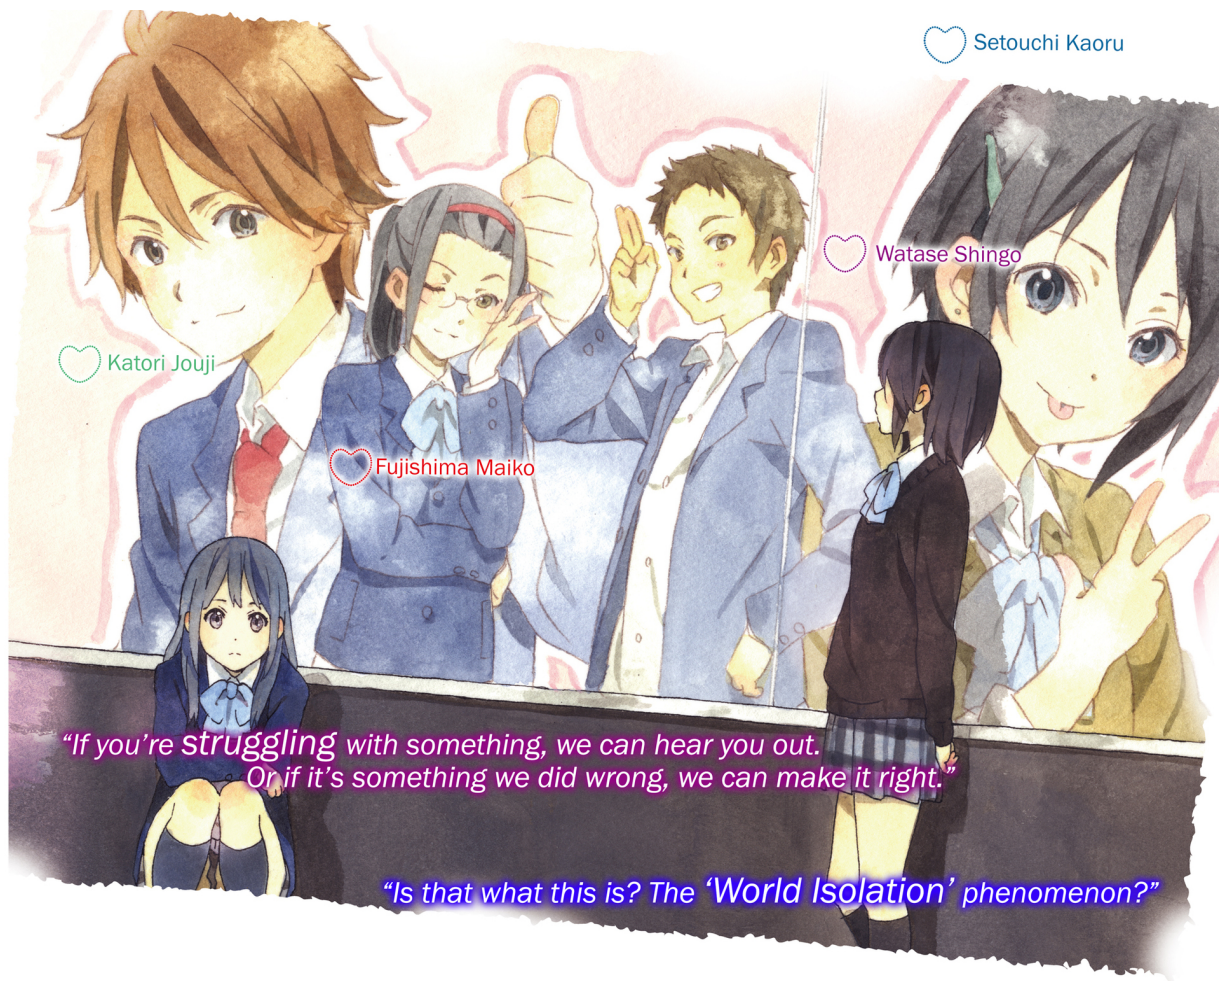 Setouchi Kaoru
Watase Shingo
Katori Jouji
Fujishima Maiko
“If you’re struggling with something, we can hear you out.
Or if it’s something we did wrong, we can make it right.”
“Is that what this is? The ‘World Isolation’ phenomenon?”